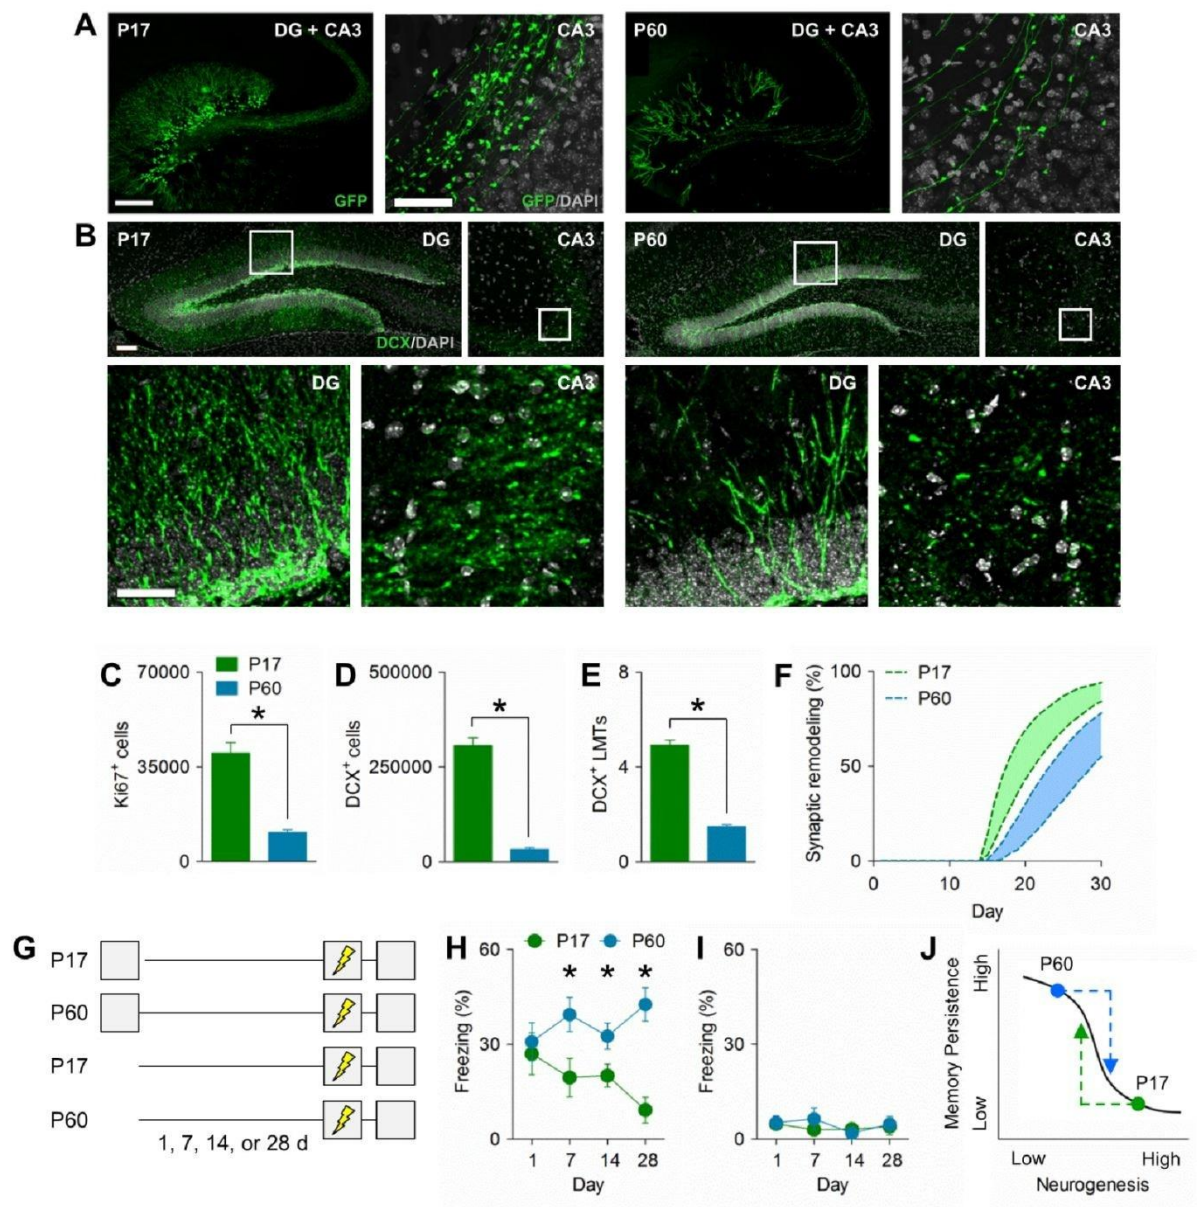 A
P17
DG + CA3
GFP
CA3
GFP/DAPI
P60
DG + CA3
CA3
B
P17
DG
DCX/DAPI
CA3
P60
DG
CA3
DG
CA3
DG
CA3
C
P17
P60
Ki67+ cells
70000
35000
0
*
D
DCX+ cells
500000
250000
0
*
E
DCX+ LMTs
8
4
0
*
F
Synaptic remodeling (%)
100
50
0
P17
P60
0 10 20 30
Day
G
P17
P60
P17
P60
1, 7, 14, or 28 d
H
P17 P60
Freezing (%)
60
30
0
* * *
1 7 14 28
Day
I
Freezing (%)
60
30
0
1 7 14 28
Day
J
Memory Persistence
High
Low
P60
P17
Low High
Neurogenesis